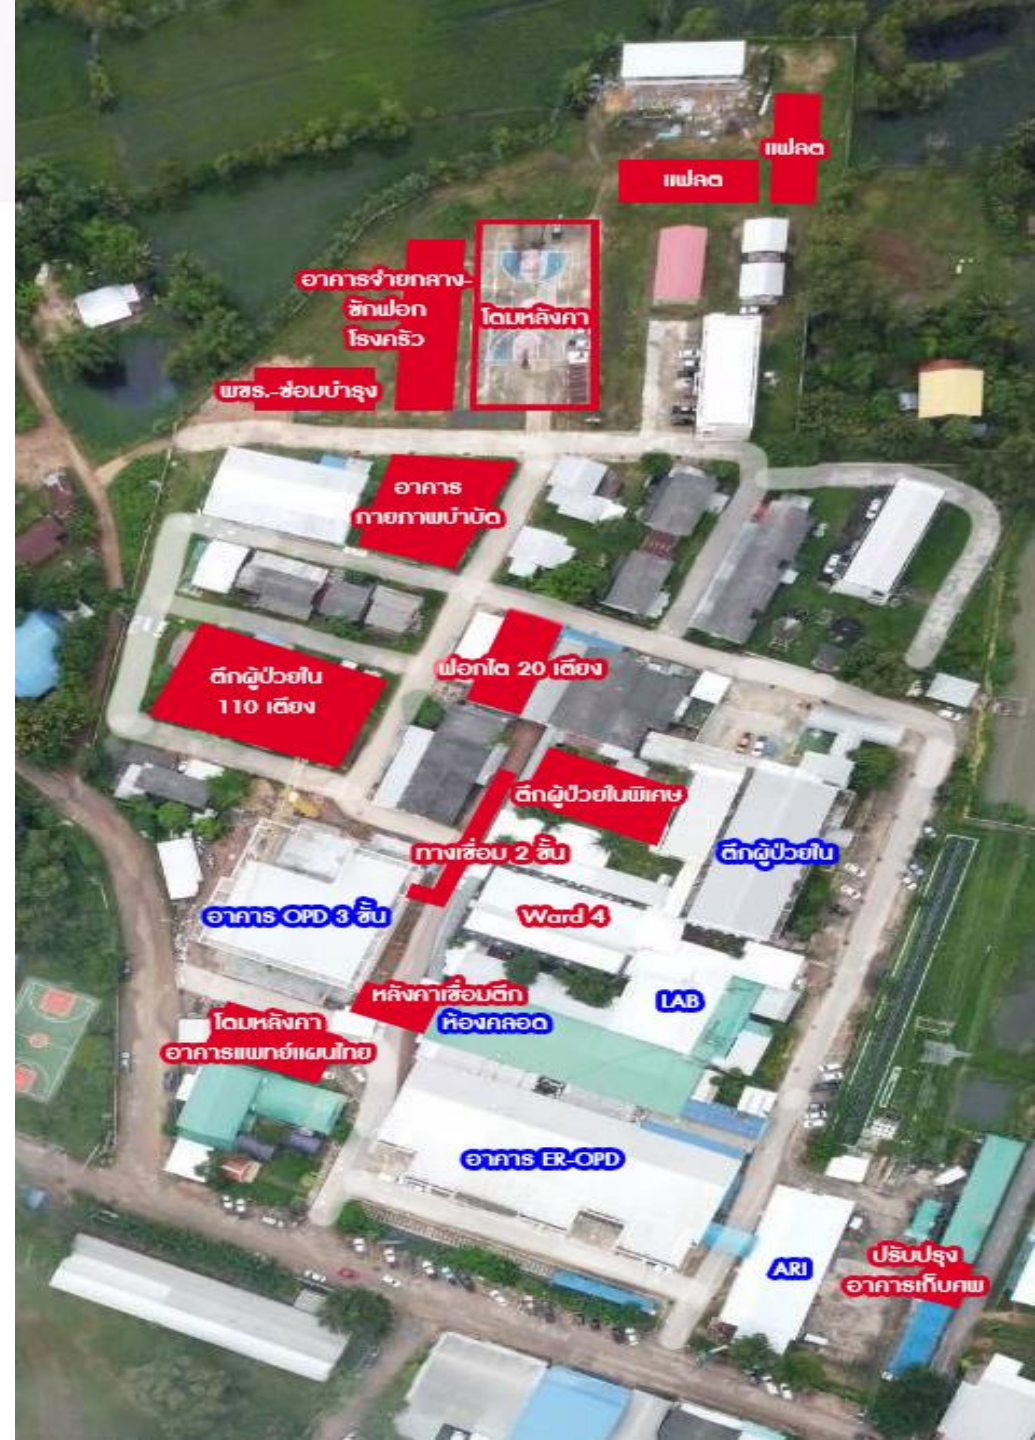 แฟลต
แฟลต
อาคารจ่ายกลาง-
ซักฟอก
โรงครัว
โดมหลังคา
พขร.-ซ่อมบำรุง
อาคาร
กายภาพบำบัด
ตึกผู้ป่วยใน
110 เตียง
ฟอกไต 20 เตียง
ตึกผู้ป่วยในพิเศษ
ทางเชื่อม 2 ชั้น
ตึกผู้ป่วยใน
อาคาร OPD 3 ชั้น
Ward 4
หลังคาเชื่อมตึก
LAB
ห้องคลอด
โดมหลังคา
อาคารแพทย์แผนไทย
อาคาร ER-OPD
ARI
ปรับปรุง
อาคารเก็บศพ